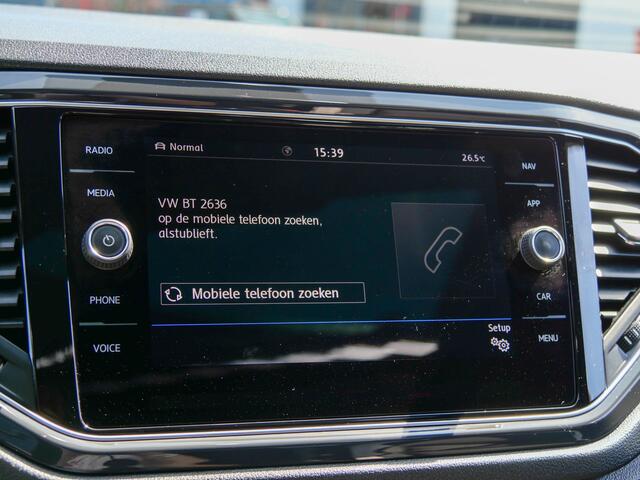 RADIO
MEDIA
PHONE
VOICE
Normal
15:39
26.5°C
VW BT 2636
op de mobiele telefoon zoeken,
alstublieft.
Mobiele telefoon zoeken
Setup
NAV
APP
CAR
MENU